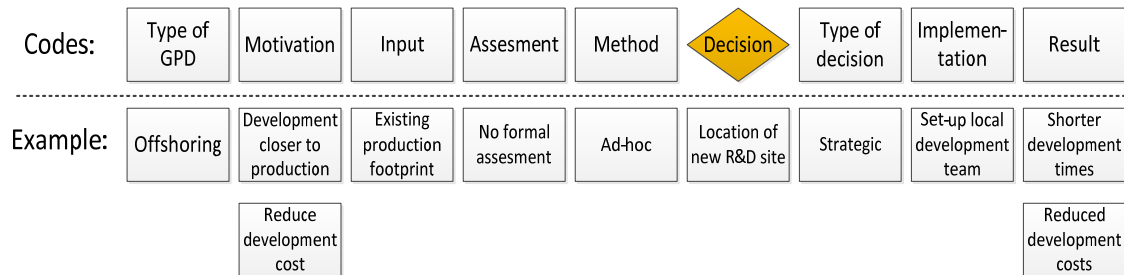 Codes:
Type of
GPD
Motivation
Input
Assesment
Method
Decision
Type of
decision
Implemen-
tation
Result
Example:
Offshoring
Development
closer to
production
Existing
production
footprint
No formal
assesment
Ad-hoc
Location of
new R&D site
Strategic
Set-up local
development
team
Shorter
development
times
Reduce
development
cost
Reduced
development
costs